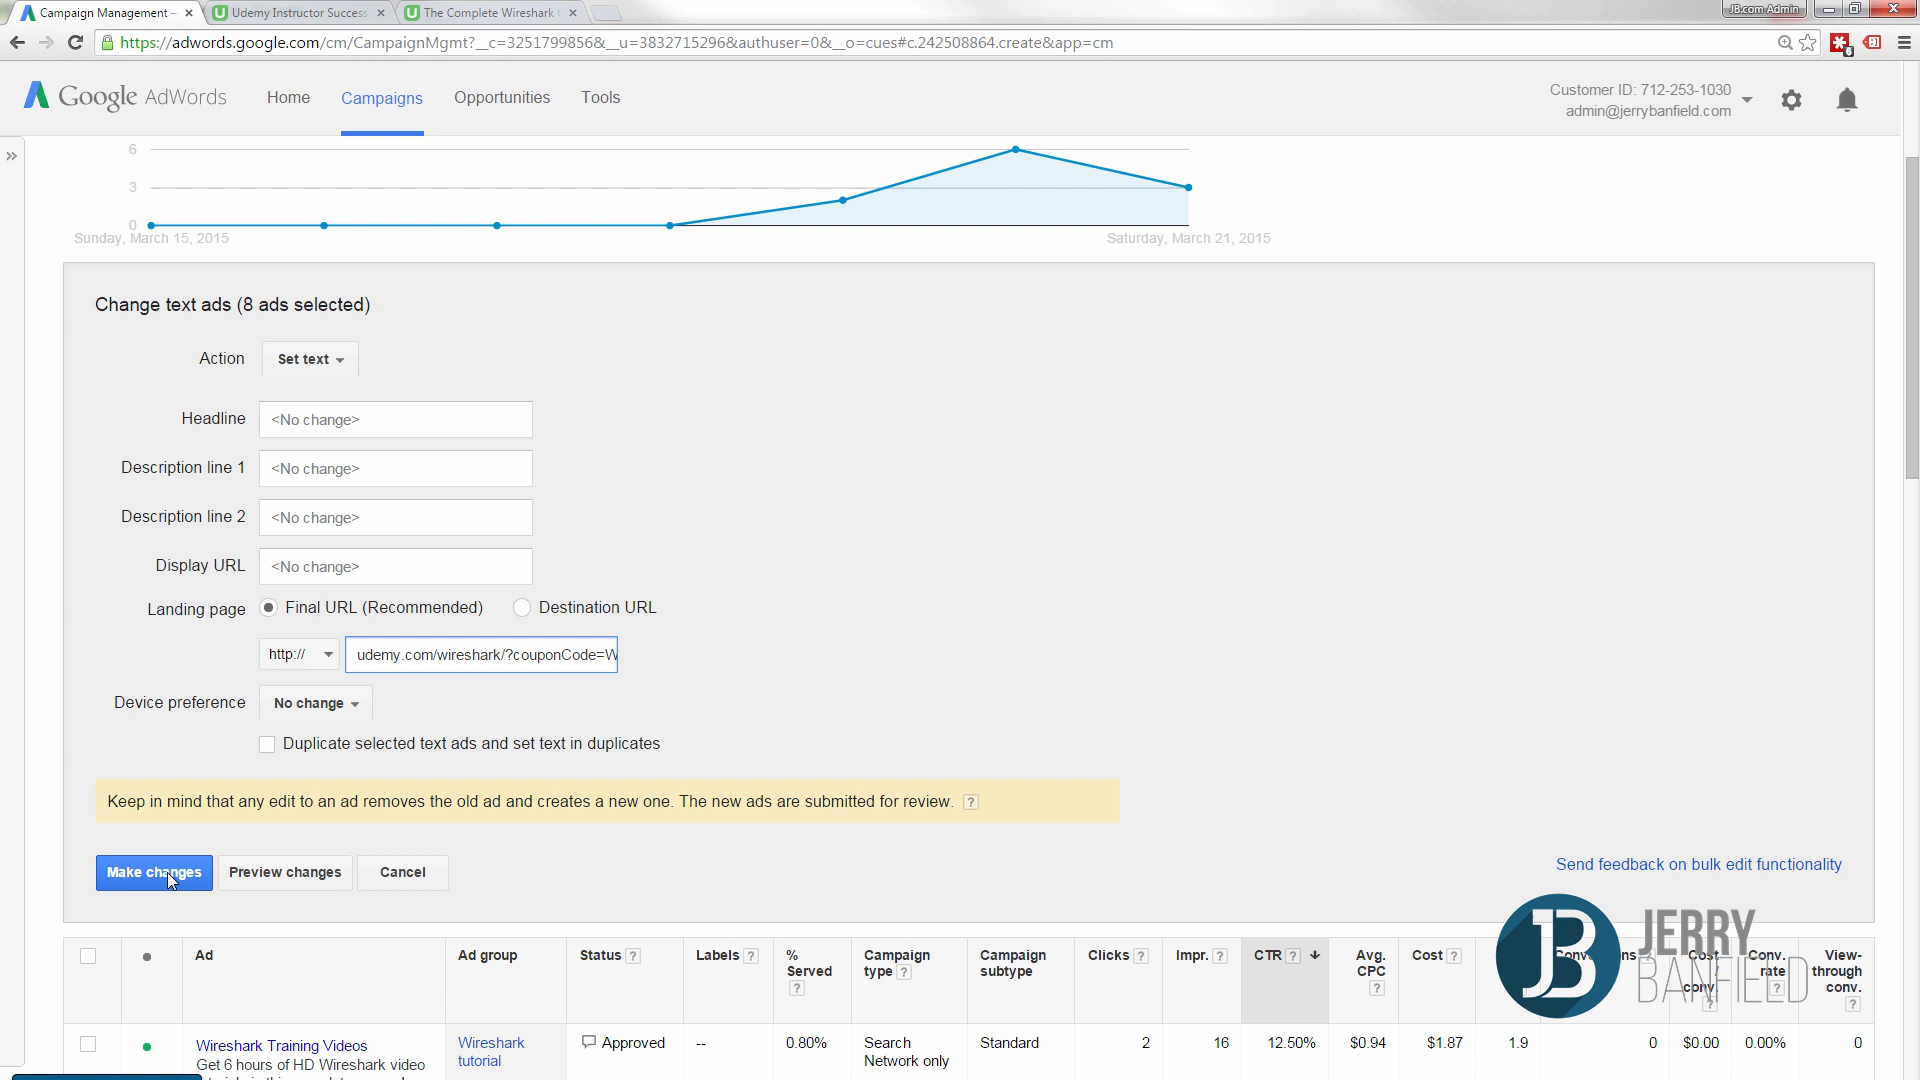 Campaign Management –
Udemy Instructor Success
The Complete Wireshark
JB.com Admin
https://adwords.google.com/cm/CampaignMgmt?__c=3251799856&__u=3832715296&authuser=0&__o=cues#c.242508864.create&app=cm
Google AdWords
Home
Campaigns
Opportunities
Tools
Customer ID: 712-253-1030
admin@jerrybanfield.com
6
3
0
Sunday, March 15, 2015
Saturday, March 21, 2015
Change text ads (8 ads selected)
Action
Set text
Headline
<No change>
Description line 1
<No change>
Description line 2
<No change>
Display URL
<No change>
Landing page
Final URL (Recommended)
Destination URL
http://
udemy.com/wireshark/?couponCode=W
Device preference
No change
Duplicate selected text ads and set text in duplicates
Keep in mind that any edit to an ad removes the old ad and creates a new one. The new ads are submitted for review. ?
Make changes
Preview changes
Cancel
Send feedback on bulk edit functionality
JB JERRY
BANFIELD
Ad
Ad group
Status ?
Labels ?
%
Served
?
Campaign
type ?
Campaign
subtype
Clicks ?
Impr. ?
CTR ?
Avg.
CPC
?
Cost ?
Cost
/
conv.
?
Conv.
rate
?
View-
through
conv.
?
Wireshark Training Videos
Get 6 hours of HD Wireshark video
Wireshark
tutorial
Approved
--
0.80%
Search
Network only
Standard
2
16
12.50%
$0.94
$1.87
1.9
0
$0.00
0.00%
0